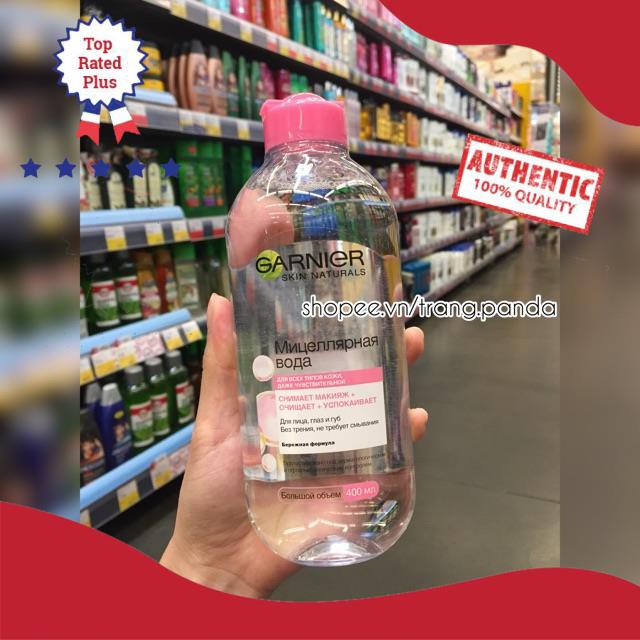 Top
Rated
Plus
AUTHENTIC
100% QUALITY
GARNIER
SKIN NATURALS
shopee.vn/trang.panda
Мицеллярная
вода
ДЛЯ ВСЕХ ТИПОВ КОЖИ,
ДАЖЕ ЧУВСТВИТЕЛЬНОЙ
СНИМАЕТ МАКИЯЖ +
ОЧИЩАЕТ + УСПОКАИВАЕТ
Для лица, глаз и губ
Без трения, не требует смывания
Бережная формула
Большой объем 400 мл